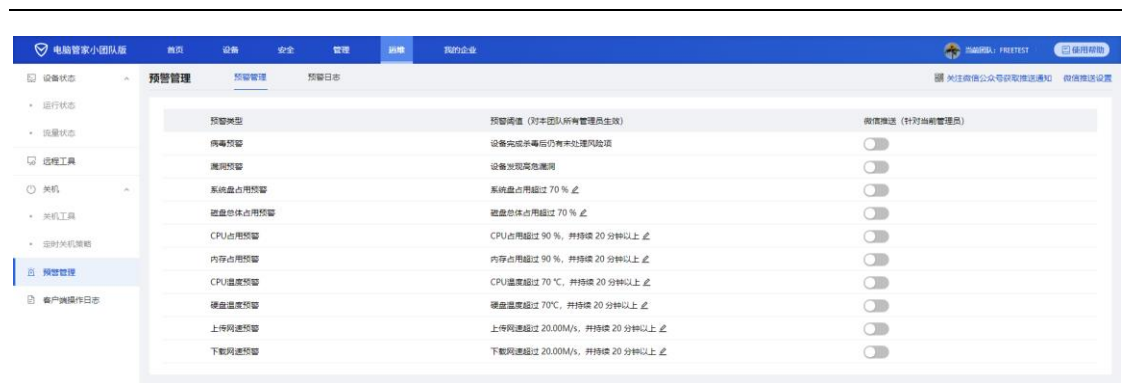 电脑管家小团队版 首页 设备 安全 管理 运维 我的企业 当前团队：FREETEST 使用帮助
设备状态 预警管理 预警管理 预警日志 关注微信公众号获取推送通知 微信推送设置
运行状态
流量状态
远程工具
关机
关机工具
定时关机策略
预警管理
客户端操作日志
预警类型 预警阈值（对本团队所有管理员生效） 微信推送（针对当前管理员）
病毒预警 设备完成杀毒后仍有未处理风险项
漏洞预警 设备发现高危漏洞
系统盘占用预警 系统盘占用超过 70 %
磁盘总体占用预警 磁盘总体占用超过 70 %
CPU占用预警 CPU占用超过 90 %，并持续 20 分钟以上
内存占用预警 内存占用超过 90 %，并持续 20 分钟以上
CPU温度预警 CPU温度超过 70 ℃，并持续 20 分钟以上
硬盘温度预警 硬盘温度超过 70℃，并持续 20 分钟以上
上传网速预警 上传网速超过 20.00M/s，并持续 20 分钟以上
下载网速预警 下载网速超过 20.00M/s，并持续 20 分钟以上